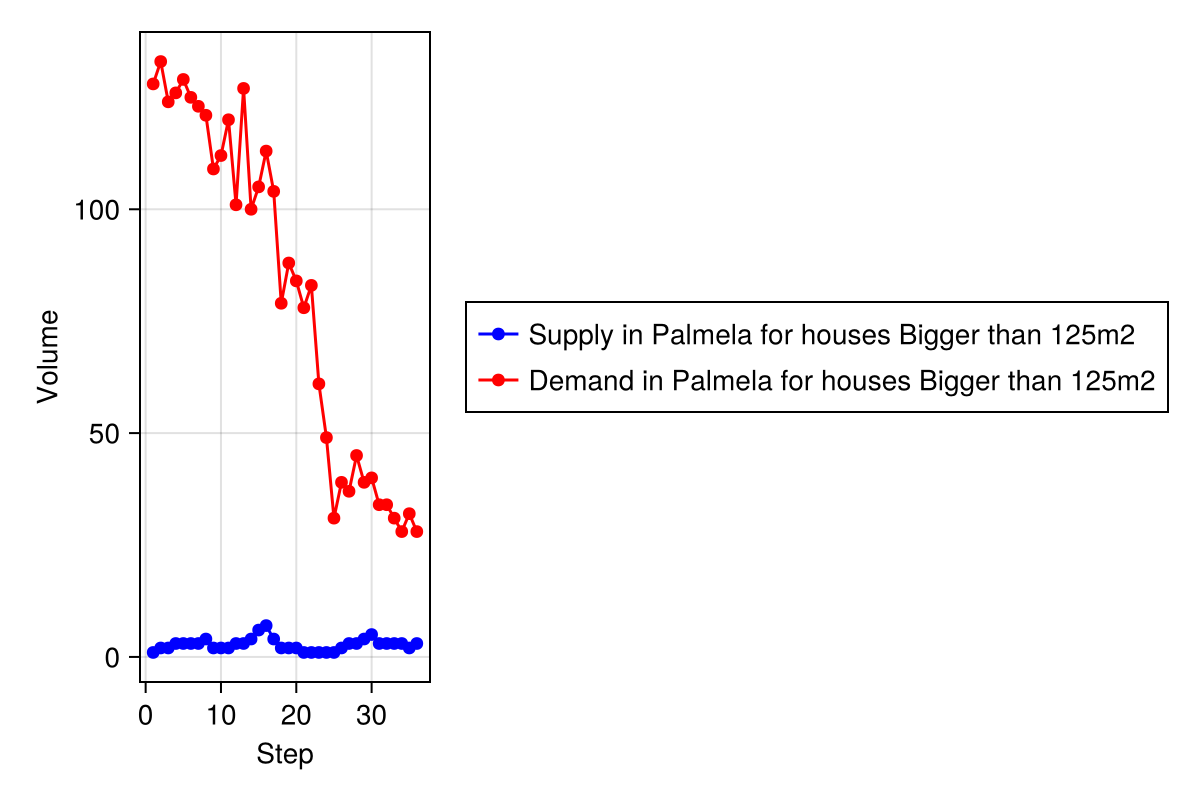 Volume
100
50
0
0 10 20 30
Step
Supply in Palmela for houses Bigger than 125m2
Demand in Palmela for houses Bigger than 125m2